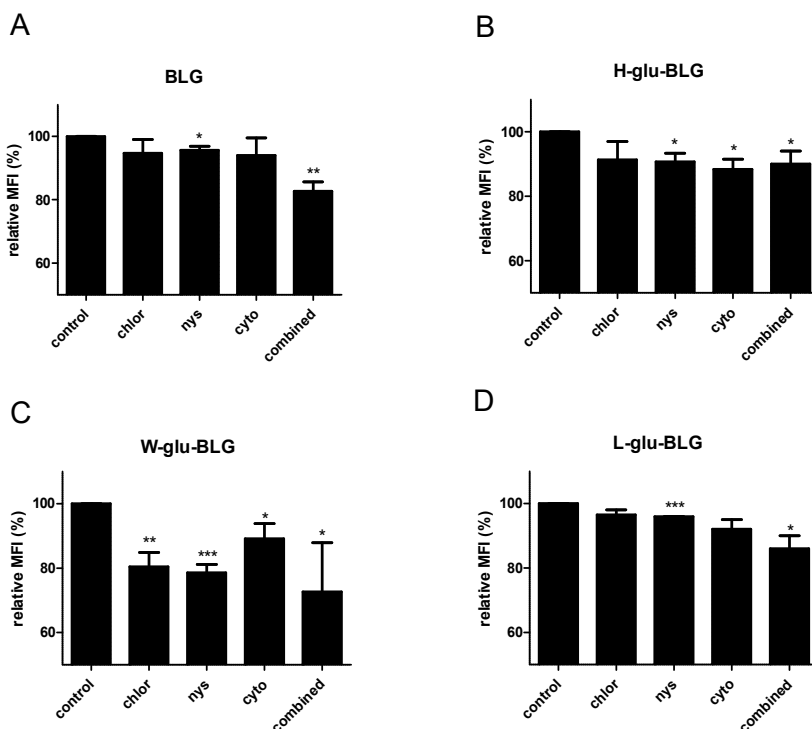 A
BLG
relative MFI (%)
100
80
60
*
**
control
chlor
nys
cyto
combined
B
H-glu-BLG
relative MFI (%)
100
80
60
*
*
*
control
chlor
nys
cyto
combined
C
W-glu-BLG
relative MFI (%)
100
80
60
**
***
*
*
control
chlor
nys
cyto
combined
D
L-glu-BLG
relative MFI (%)
100
80
60
***
*
control
chlor
nys
cyto
combined